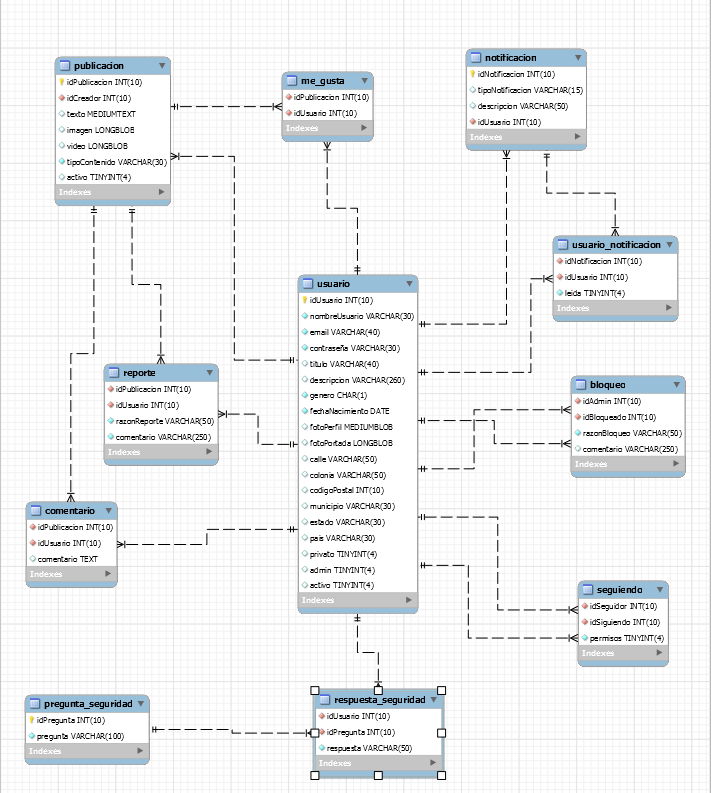 publicacion
idPublicacion INT(10)
idCreador INT(10)
texto MEDIUMTEXT
imagen LONGBLOB
video LONGBLOB
tipoContenido VARCHAR(30)
activo TINYINT(4)
Indexes
me_gusta
idPublicacion INT(10)
idUsuario INT(10)
Indexes
notificacion
idNotificacion INT(10)
tipoNotificacion VARCHAR(15)
descripcion VARCHAR(50)
idUsuario INT(10)
Indexes
usuario_notificacion
idNotificacion INT(10)
idUsuario INT(10)
leida TINYINT(4)
Indexes
usuario
idUsuario INT(10)
nombreUsuario VARCHAR(30)
email VARCHAR(40)
contraseña VARCHAR(30)
titulo VARCHAR(40)
descripcion VARCHAR(260)
genero CHAR(1)
fechaNacimiento DATE
fotoPerfil MEDIUMBLOB
fotoPortada LONGBLOB
calle VARCHAR(50)
colonia VARCHAR(50)
codigoPostal INT(10)
municipio VARCHAR(30)
estado VARCHAR(30)
pais VARCHAR(30)
privato TINYINT(4)
admin TINYINT(4)
activo TINYINT(4)
Indexes
reporte
idPublicacion INT(10)
idUsuario INT(10)
razonReporte VARCHAR(50)
comentario VARCHAR(250)
Indexes
bloqueo
idAdmin INT(10)
idBloqueado INT(10)
razonBloqueo VARCHAR(50)
comentario VARCHAR(250)
Indexes
comentario
idPublicacion INT(10)
idUsuario INT(10)
comentario TEXT
Indexes
seguiendo
idSeguidor INT(10)
idSiguiendo INT(10)
permisos TINYINT(4)
Indexes
pregunta_seguridad
idPregunta INT(10)
pregunta VARCHAR(100)
Indexes
respuesta_seguridad
idUsuario INT(10)
idPregunta INT(10)
respuesta VARCHAR(50)
Indexes